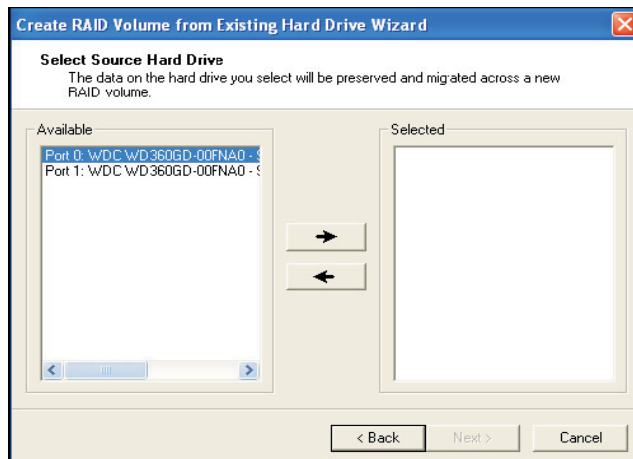 Create RAID Volume from Existing Hard Drive Wizard
Select Source Hard Drive
The data on the hard drive you select will be preserved and migrated across a new
RAID volume.
Available
Selected
Port 0: WDC WD360GD-00FNA0 - S
Port 1: WDC WD360GD-00FNA0 - S
< Back
Next >
Cancel